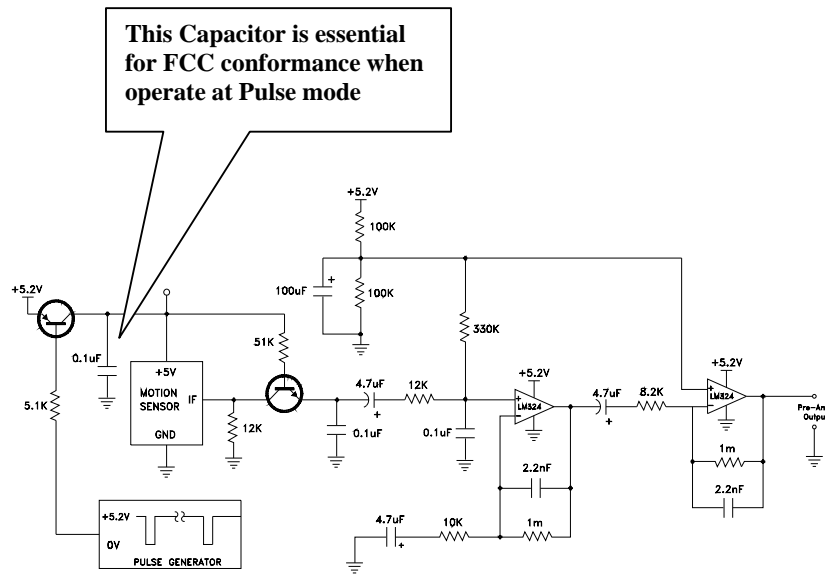 This Capacitor is essential
for FCC conformance when
operate at Pulse mode
+5.2V
100K
100uF
+
100K
330K
+5.2V
0.1uF
+5V
MOTION
SENSOR
IF
GND
5.1K
12K
51K
0.1uF
4.7uF
+
12K
0.1uF
+5.2V
+
−
LM324
2.2nF
1m
4.7uF
+
10K
4.7uF
+
8.2K
+5.2V
+
−
LM324
1m
2.2nF
Pre-Am
Output
+5.2V
0V
PULSE GENERATOR